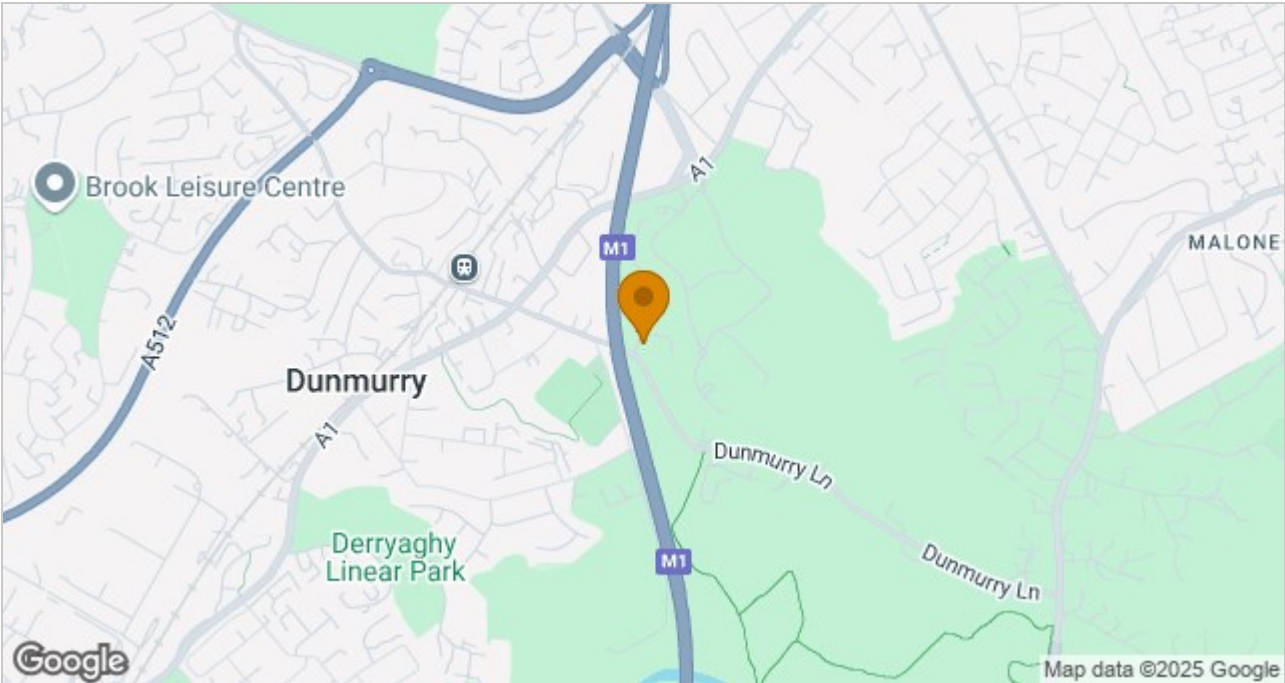 A1
Brook Leisure Centre
M1
MALONE
A512
Dunmurry
A1
Dunmurry Ln
Derryaghy
Linear Park
M1
Dunmurry Ln
Google
Map data ©2025 Google